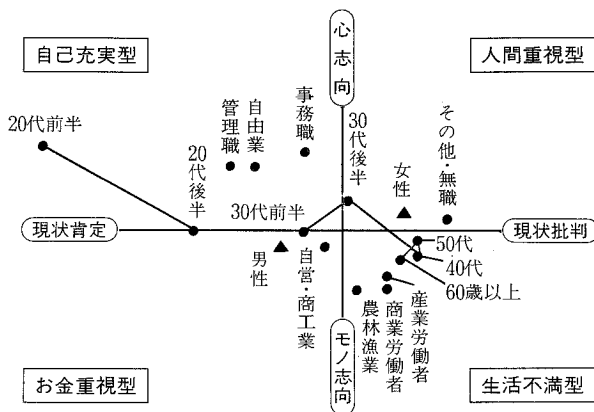 自己充実型
心志向
人間重視型
20代前半
管理職
自由業
事務職
30代後半
その他・無職
20代後半
女性
30代前半
現状肯定
現状批判
男性
自営・商工業
50代
40代
60歳以上
農林漁業
商業労働者
産業労働者
お金重視型
モノ志向
生活不満型